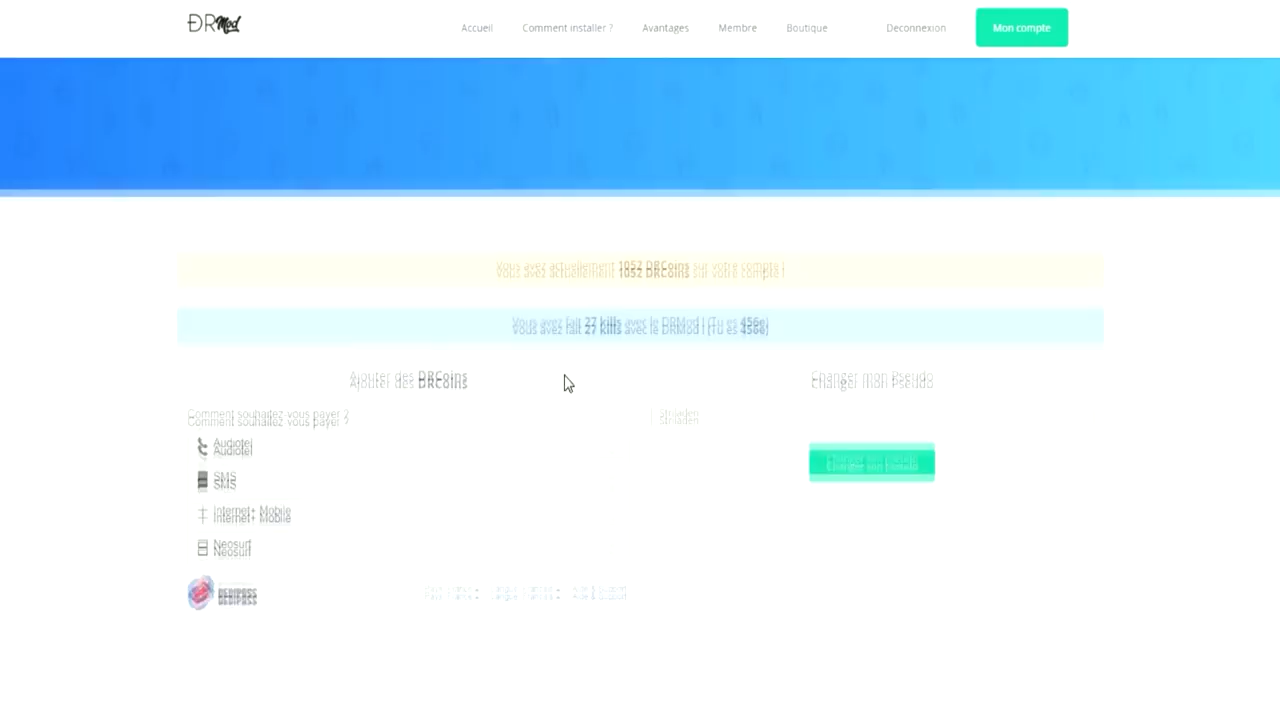 DRMod
Accueil Comment installer ? Avantages Membre Boutique Deconnexion Mon compte
Vous avez actuellement 1052 DRCoins sur votre compte !
Vous avez fait 27 kills avec le DRMod ! (Tu es 456e)
Ajouter des DRCoins
Changer mon Pseudo
Comment souhaitez-vous payer ?
Audiotel
SMS
Internet+ Mobile
Neosurf
Changer son pseudo
DEDIPASS